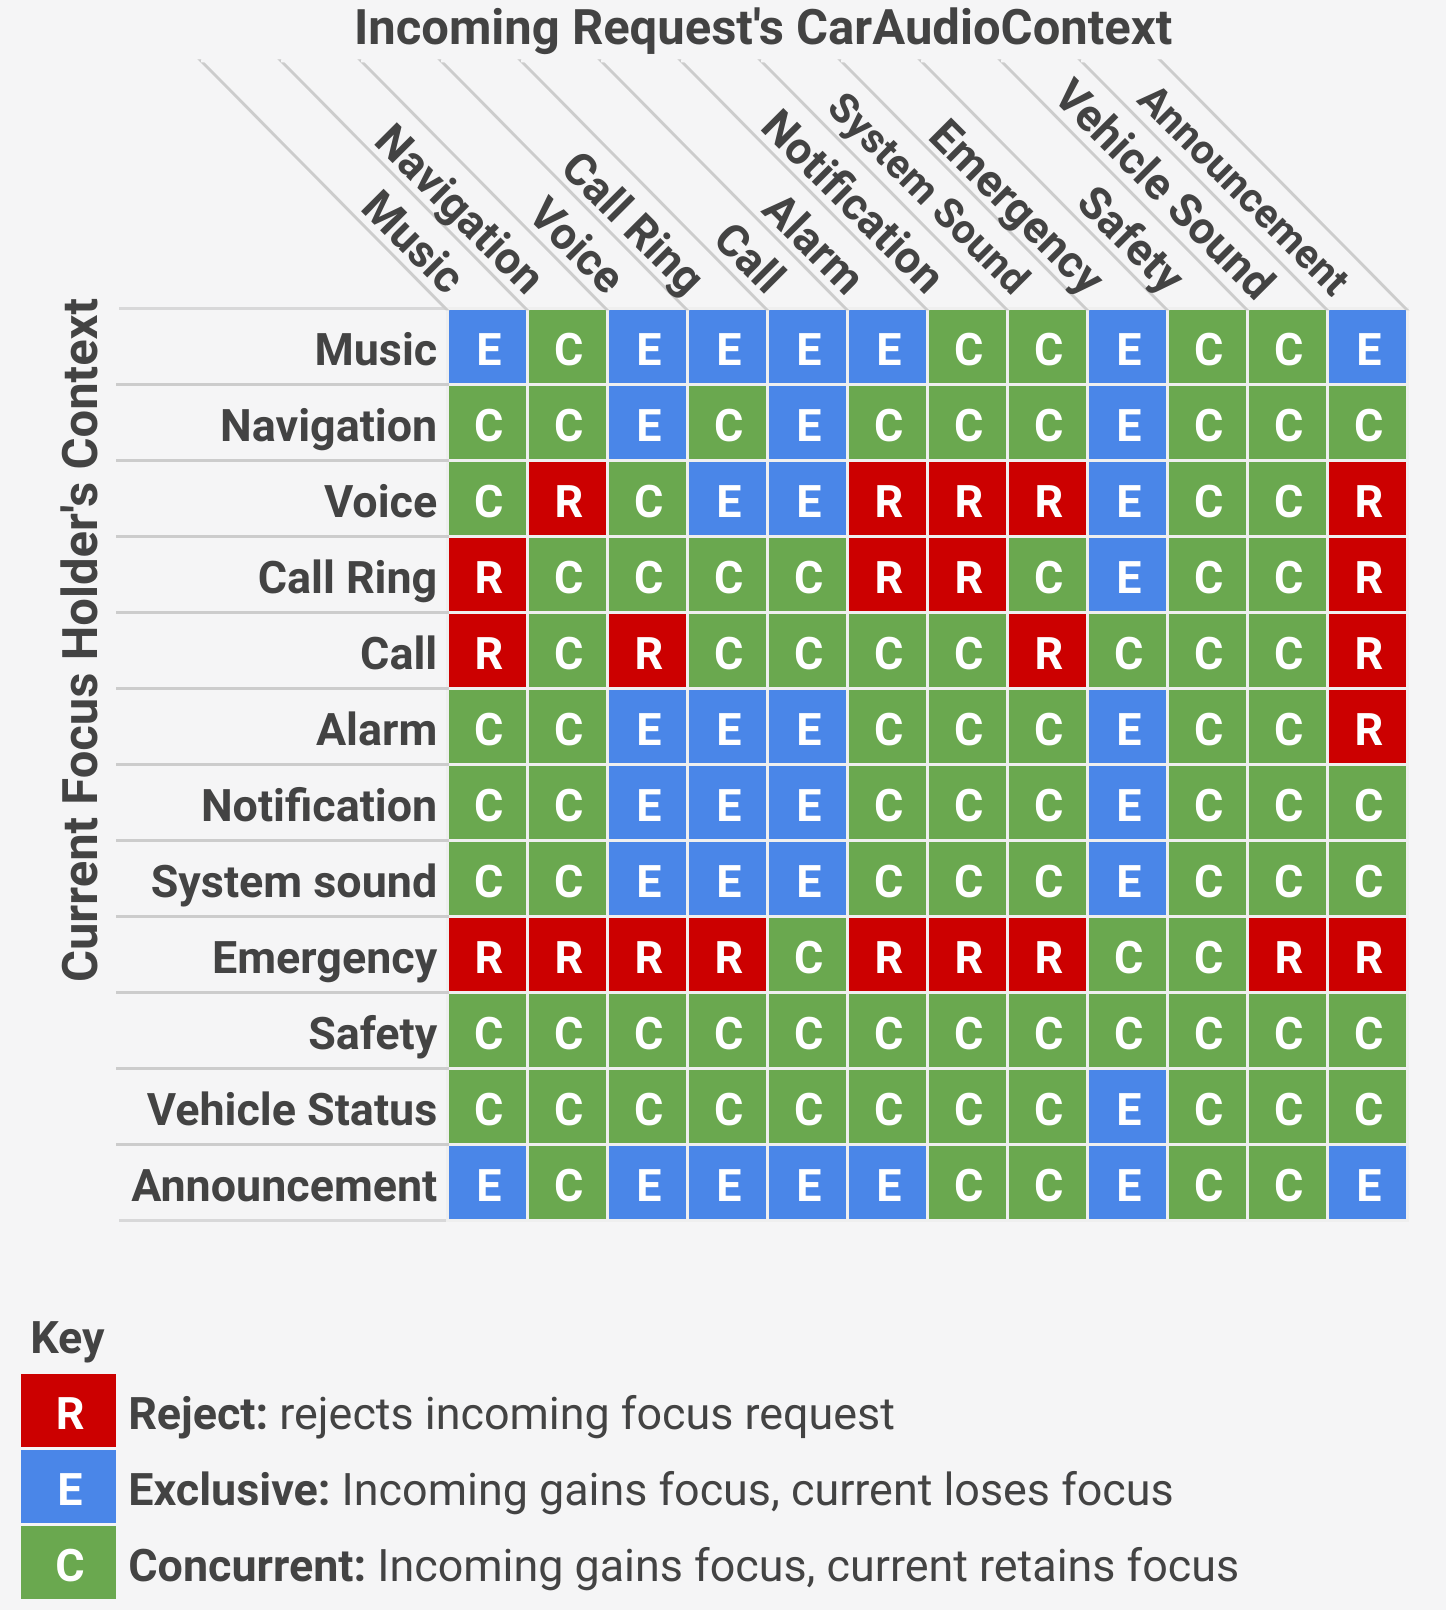 Incoming Request's CarAudioContext
Music
Navigation
Voice
Call Ring
Call
Alarm
Notification
System Sound
Emergency
Safety
Vehicle Sound
Announcement
Current Focus Holder's Context
Music E C E E E E C C E C C E
Navigation C C E C E C C C E C C C
Voice C R C E E R R R E C C R
Call Ring R C C C C R R C E C C R
Call R C R C C C C R C C C R
Alarm C C E E E C C C E C C R
Notification C C E E E C C C E C C C
System sound C C E E E C C C E C C C
Emergency R R R R C R R R C C R R
Safety C C C C C C C C C C C C
Vehicle Status C C C C C C C C E C C C
Announcement E C E E E E C C E C C E
Key
R Reject: rejects incoming focus request
E Exclusive: Incoming gains focus, current loses focus
C Concurrent: Incoming gains focus, current retains focus